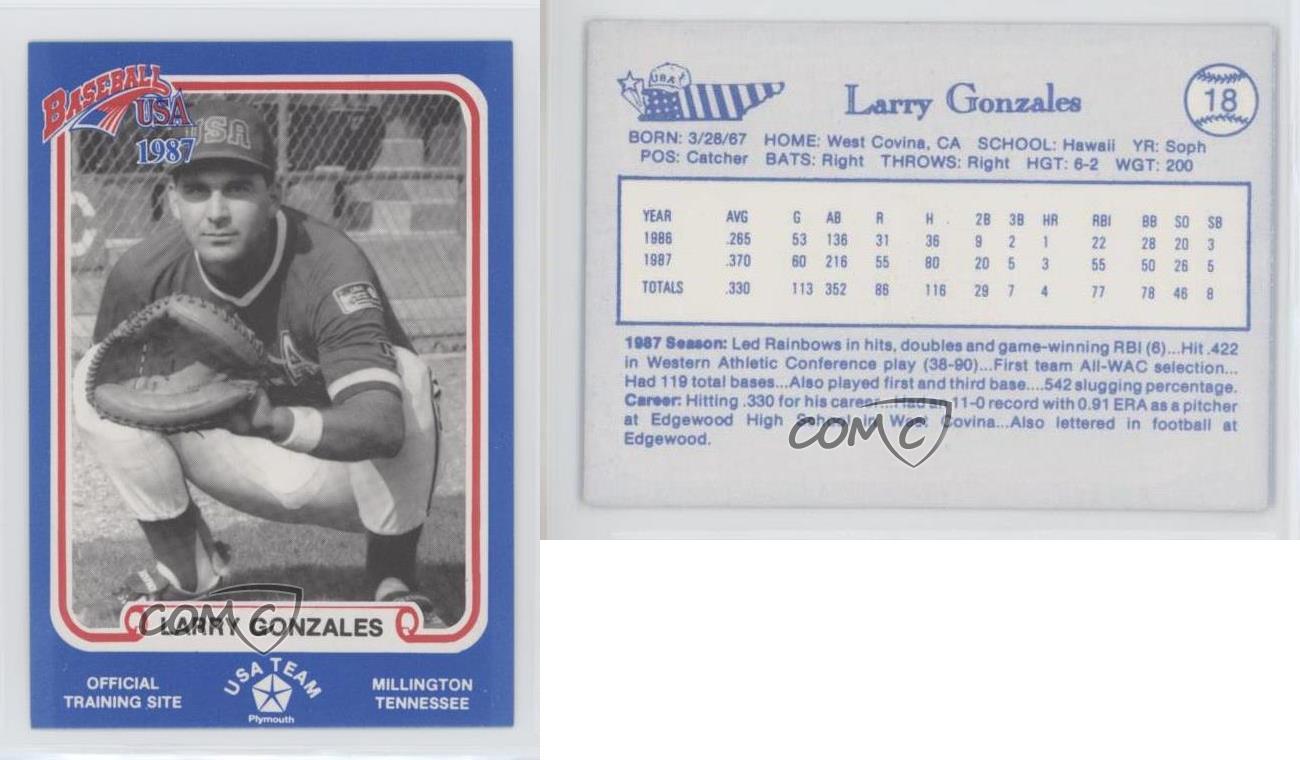 BASEBALL
USA
1987
USA
LARRY GONZALES
OFFICIAL
TRAINING SITE
USA TEAM
Plymouth
MILLINGTON
TENNESSEE
COMC
USA
Larry Gonzales
18
BORN: 3/28/67 HOME: West Covina, CA SCHOOL: Hawaii YR: Soph
POS: Catcher BATS: Right THROWS: Right HGT: 6-2 WGT: 200
YEAR AVG G AB R H 2B 3B HR RBI BB SO SB
1986 .265 53 136 31 36 9 2 1 22 28 20 3
1987 .370 60 216 55 80 20 5 3 55 50 26 5
TOTALS .330 113 352 86 116 29 7 4 77 78 46 8
1987 Season: Led Rainbows in hits, doubles and game-winning RBI (6)...Hit .422
in Western Athletic Conference play (38-90)...First team All-WAC selection...
Had 119 total bases...Also played first and third base....542 slugging percentage.
Career: Hitting .330 for his career...Had an 11-0 record with 0.91 ERA as a pitcher
at Edgewood High School in West Covina...Also lettered in football at
Edgewood.
COMC